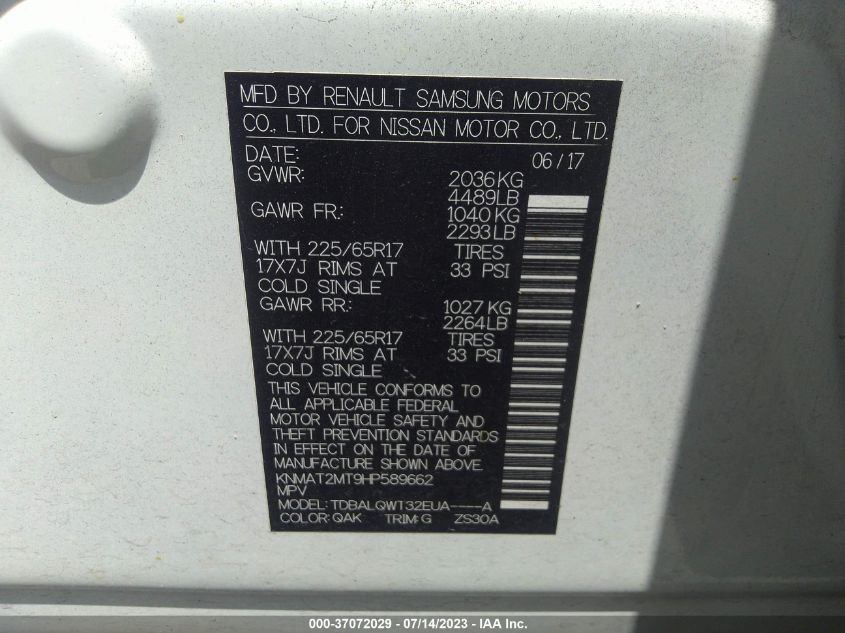 MFD BY RENAULT SAMSUNG MOTORS
CO., LTD. FOR NISSAN MOTOR CO., LTD.
DATE: 06/17
GVWR: 2036KG
4489LB
GAWR FR.: 1040KG
2293LB
WITH 225/65R17 TIRES
17X7J RIMS AT 33 PSI
COLD SINGLE
GAWR RR.: 1027KG
2264LB
WITH 225/65R17 TIRES
17X7J RIMS AT 33 PSI
COLD SINGLE
THIS VEHICLE CONFORMS TO
ALL APPLICABLE FEDERAL
MOTOR VEHICLE SAFETY AND
THEFT PREVENTION STANDARDS
IN EFFECT ON THE DATE OF
MANUFACTURE SHOWN ABOVE.
KNMAT2MT9HP589662
MPV
MODEL: TDBALQWT32EUA----A
COLOR: QAK TRIM: G ZS30A
000-37072029 - 07/14/2023 - IAA Inc.